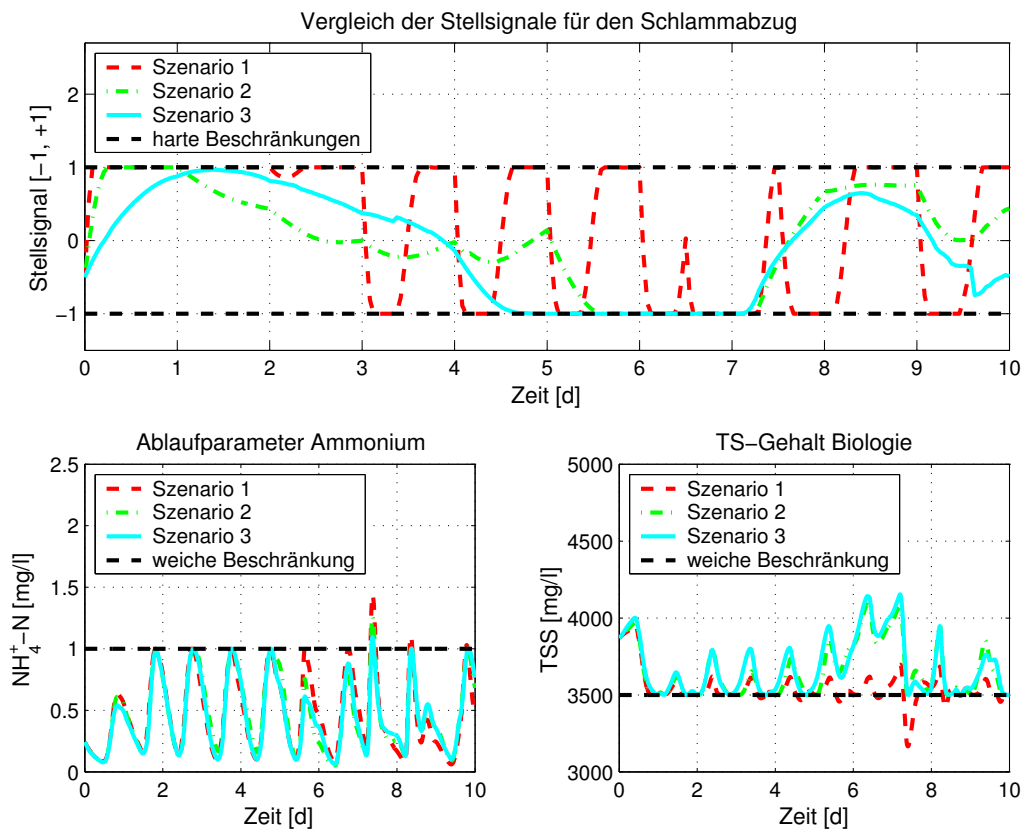 Vergleich der Stellsignale für den Schlammabzug
Stellsignal [−1, +1]
2
1
0
−1
Szenario 1
Szenario 2
Szenario 3
harte Beschränkungen
0 1 2 3 4 5 6 7 8 9 10
Zeit [d]
Ablaufparameter Ammonium
NH4+−N [mg/l]
2.5
2
1.5
1
0.5
0
Szenario 1
Szenario 2
Szenario 3
weiche Beschränkung
0 2 4 6 8 10
Zeit [d]
TS−Gehalt Biologie
TSS [mg/l]
5000
4500
4000
3500
3000
Szenario 1
Szenario 2
Szenario 3
weiche Beschränkung
0 2 4 6 8 10
Zeit [d]